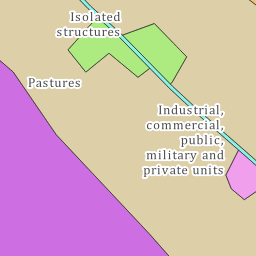 Isolated
structures
Pastures
Industrial,
commercial,
public,
military and
private units